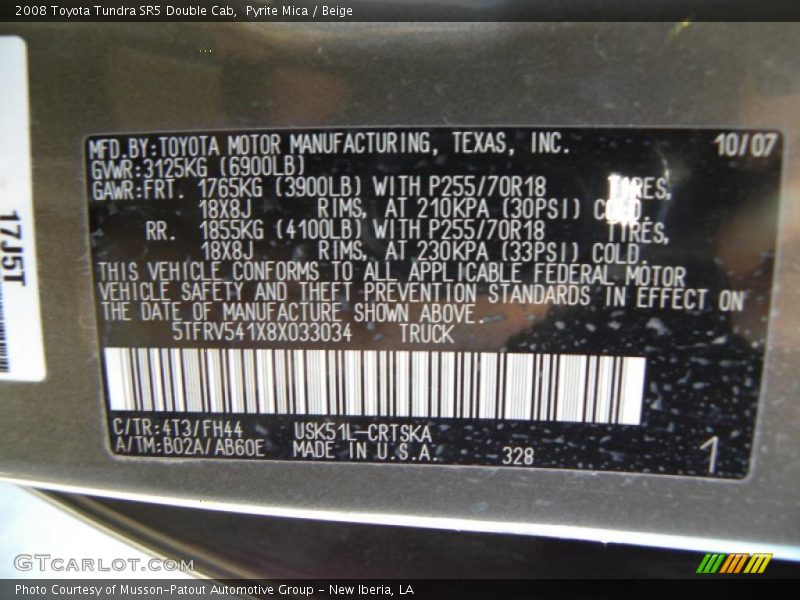 2008 Toyota Tundra SR5 Double Cab,  Pyrite Mica / Beige
17J5T
MFD.BY:TOYOTA MOTOR MANUFACTURING, TEXAS, INC. 10/07
GVWR:3125KG (6900LB)
GAWR:FRT. 1765KG (3900LB) WITH P255/70R18 TIRES,
18X8J RIMS, AT 210KPA (30PSI) COLD.
RR. 1855KG (4100LB) WITH P255/70R18 TIRES,
18X8J RIMS, AT 230KPA (33PSI) COLD.
THIS VEHICLE CONFORMS TO ALL APPLICABLE FEDERAL MOTOR
VEHICLE SAFETY AND THEFT PREVENTION STANDARDS IN EFFECT ON
THE DATE OF MANUFACTURE SHOWN ABOVE.
5TFRV541X8X033034 TRUCK
C/TR:4T3/FH44 USK51L-CRTSKA
A/TM:B02A/AB60E MADE IN U.S.A. 328 1
GTCARLOT.COM
Photo Courtesy of Musson-Patout Automotive Group - New Iberia, LA